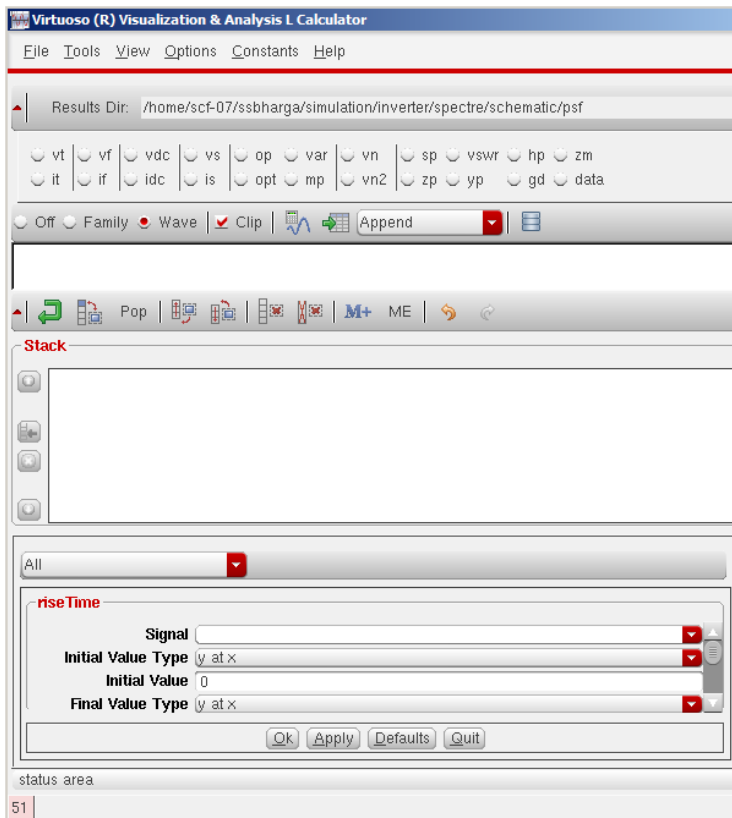 Virtuoso (R) Visualization & Analysis L Calculator
File Tools View Options Constants Help
Results Dir: /home/scf-07/ssbharga/simulation/inverter/spectre/schematic/psf
vt vf vdc vs op var vn sp vswr hp zm
it if idc is opt mp vn2 zp yp gd data
Off Family Wave Clip Append
Pop M+ ME
Stack
All
riseTime
Signal
Initial Value Type y at x
Initial Value 0
Final Value Type y at x
Ok Apply Defaults Quit
status area
51